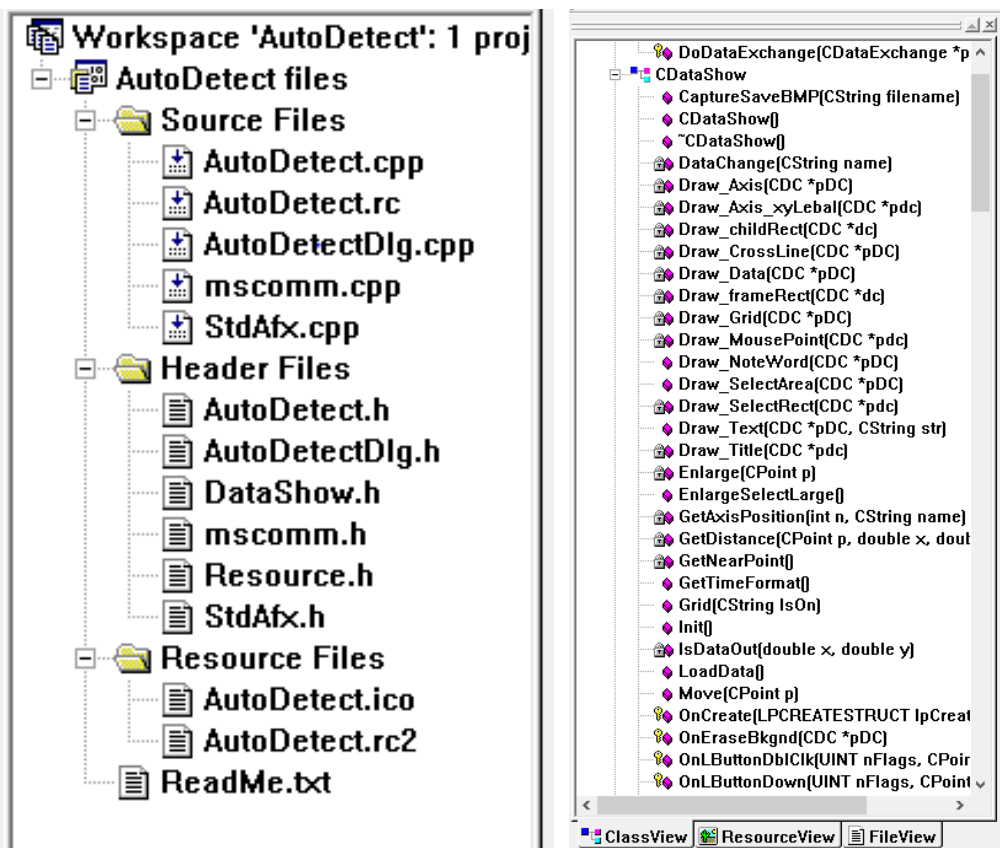 Workspace 'AutoDetect': 1 proj
AutoDetect files
Source Files
AutoDetect.cpp
AutoDetect.rc
AutoDetectDlg.cpp
mscomm.cpp
StdAfx.cpp
Header Files
AutoDetect.h
AutoDetectDlg.h
DataShow.h
mscomm.h
Resource.h
StdAfx.h
Resource Files
AutoDetect.ico
AutoDetect.rc2
ReadMe.txt
DoDataExchange(CDataExchange *p
CDataShow
CaptureSaveBMP(CString filename)
CDataShow()
~CDataShow()
DataChange(CString name)
Draw_Axis(CDC *pDC)
Draw_Axis_xyLebal(CDC *pdc)
Draw_childRect(CDC *dc)
Draw_CrossLine(CDC *pDC)
Draw_Data(CDC *pDC)
Draw_frameRect(CDC *dc)
Draw_Grid(CDC *pDC)
Draw_MousePoint(CDC *pdc)
Draw_NoteWord(CDC *pDC)
Draw_SelectArea(CDC *pDC)
Draw_SelectRect(CDC *pdc)
Draw_Text(CDC *pDC, CString str)
Draw_Title(CDC *pdc)
Enlarge(CPoint p)
EnlargeSelectLarge()
GetAxisPosition(int n, CString name)
GetDistance(CPoint p, double x, doub
GetNearPoint()
GetTimeFormat()
Grid(CString IsOn)
Init()
IsDataOut(double x, double y)
LoadData()
Move(CPoint p)
OnCreate(LPCREATESTRUCT lpCreat
OnEraseBkgnd(CDC *pDC)
OnLButtonDblClk(UINT nFlags, CPoin
OnLButtonDown(UINT nFlags, CPoint
ClassView ResourceView FileView